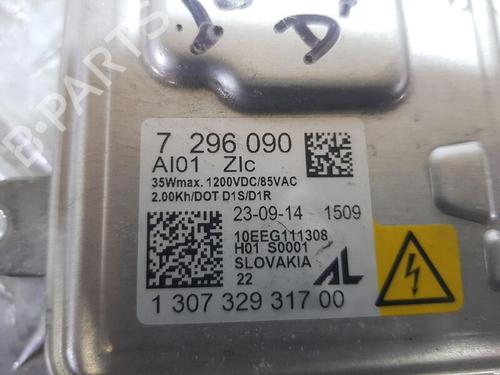 B-PARTS
7 296 090
AI01 ZIc
35Wmax. 1200VDC/85VAC
2.00Kh/DOT D1S/D1R
23-09-14 1509
10EEG111308
H01 S0001
SLOVAKIA
22
AL
1 307 329 317 00